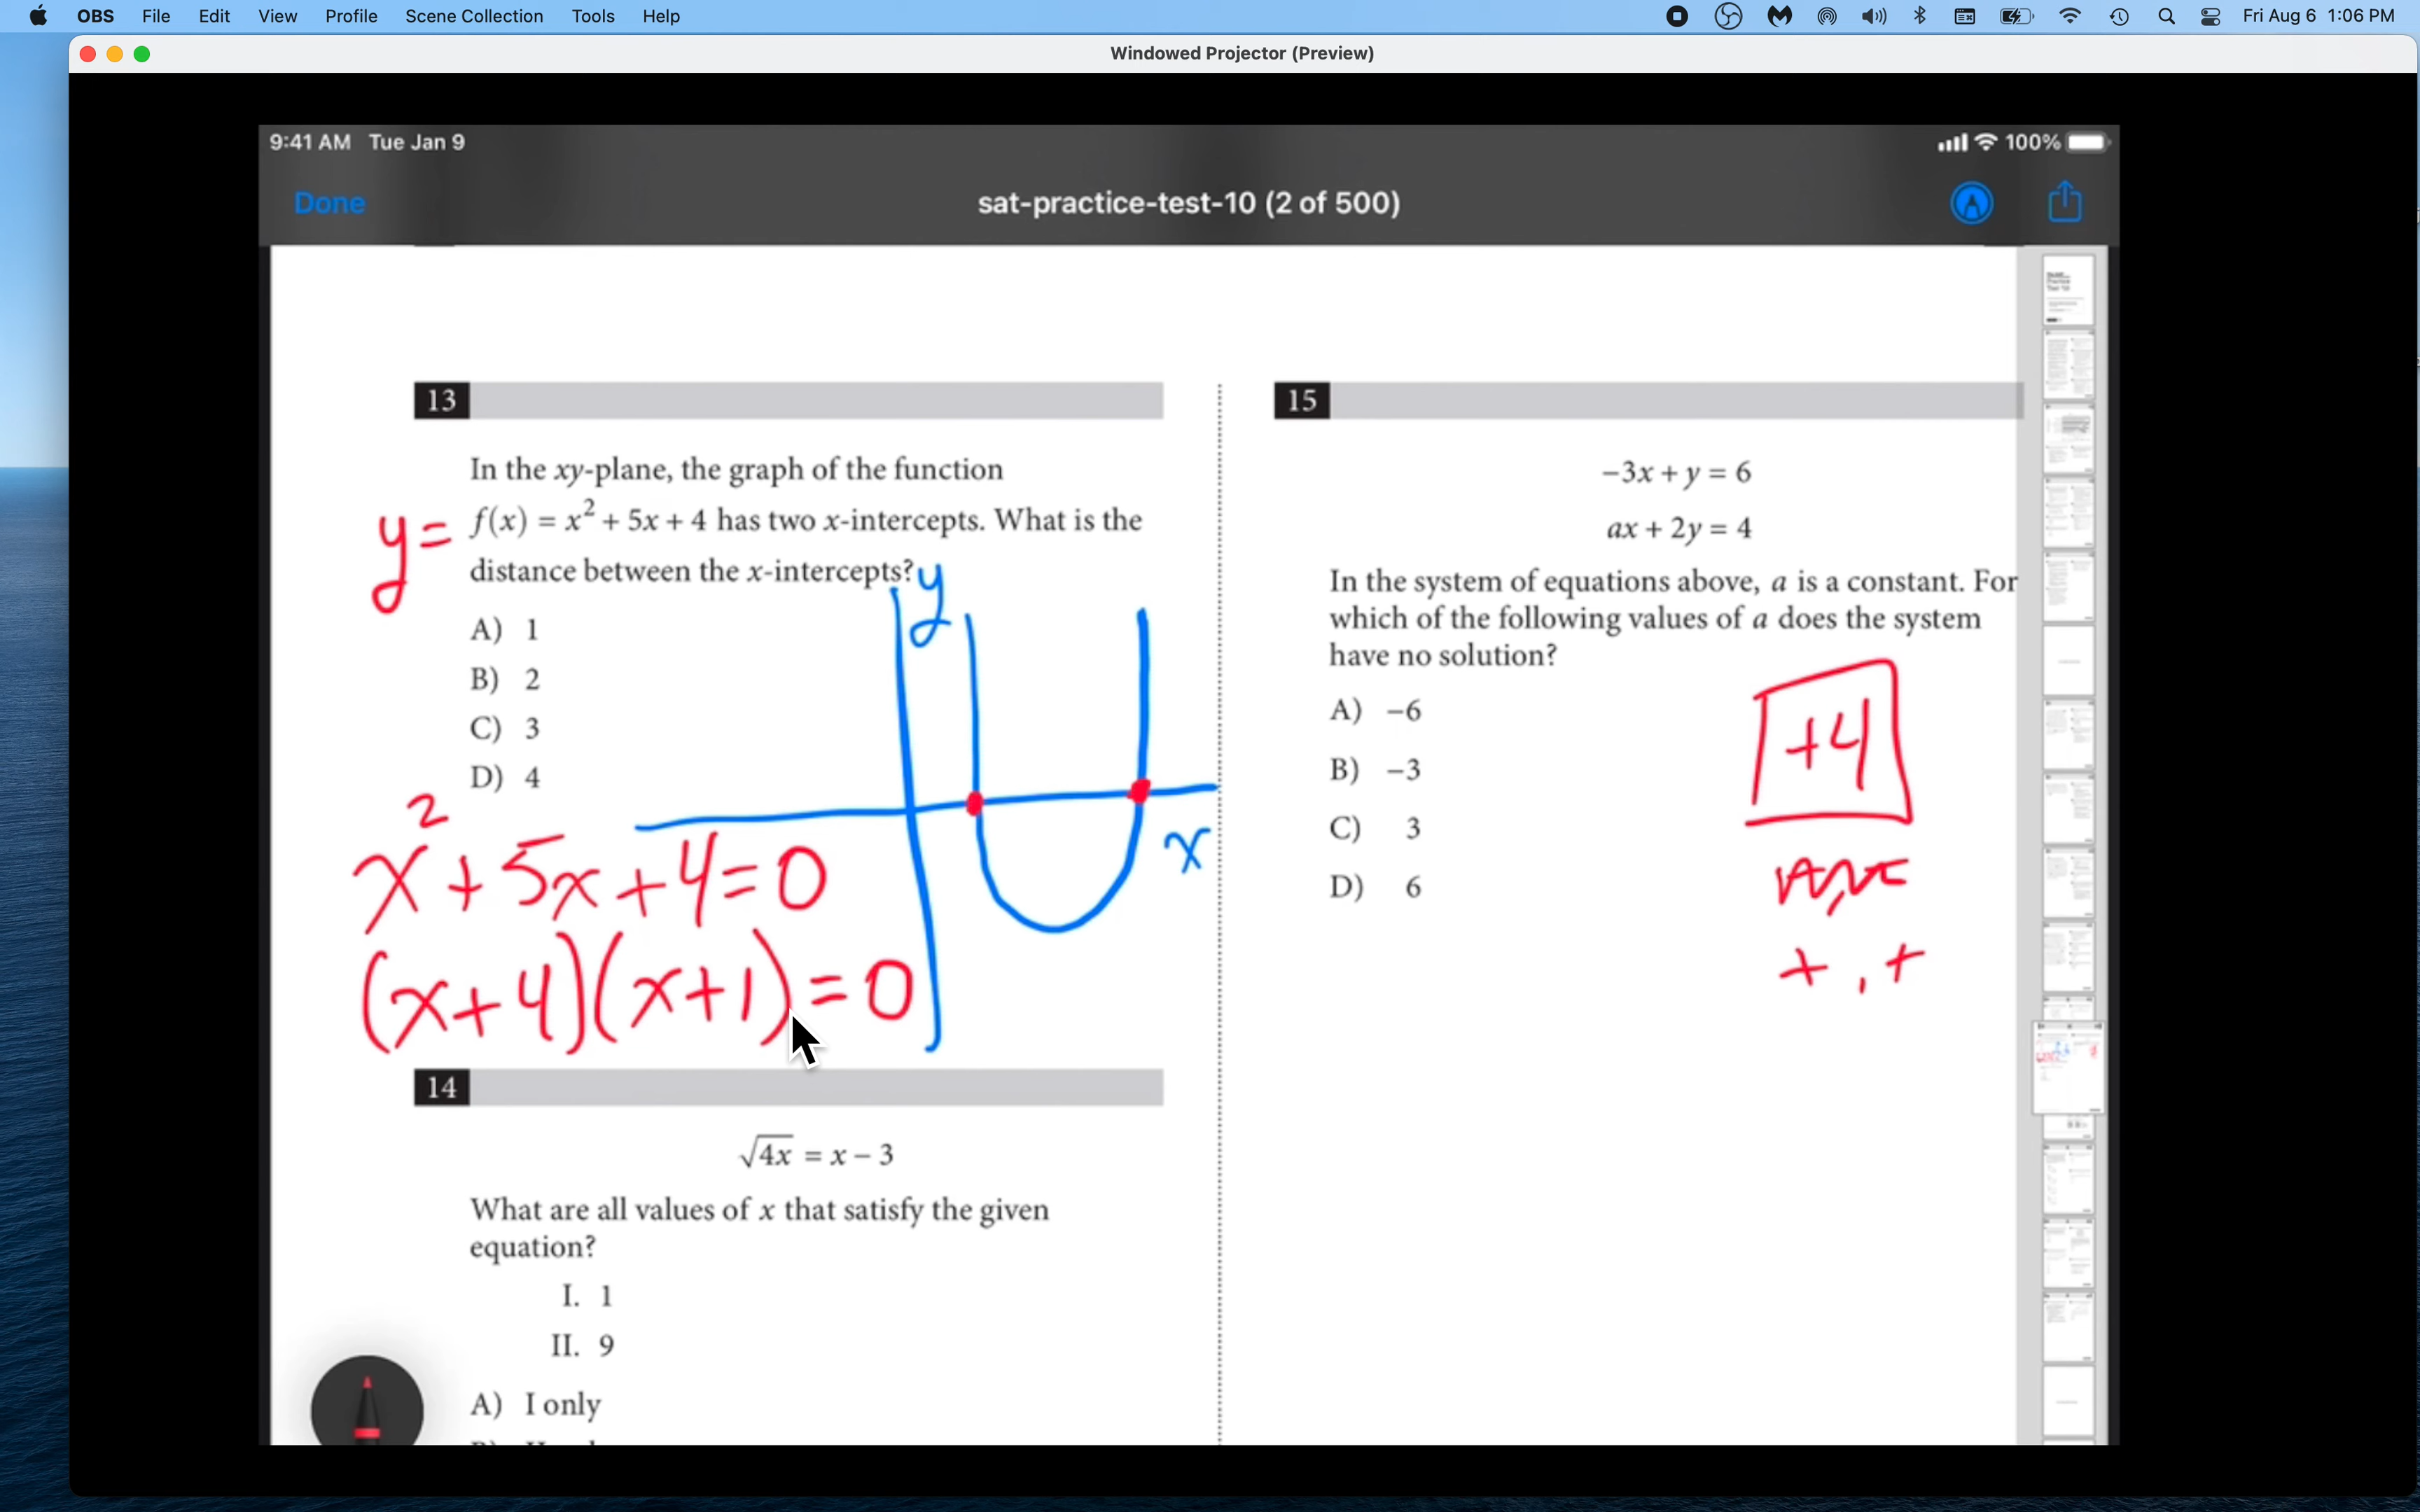 OBS File Edit View Profile Scene Collection Tools Help Fri Aug 6 1:06 PM
Windowed Projector (Preview)
9:41 AM Tue Jan 9 100%
Done sat-practice-test-10 (2 of 500)
13
In the xy-plane, the graph of the function
y= f(x) = x² + 5x + 4 has two x-intercepts. What is the
distance between the x-intercepts?
y
A) 1
B) 2
C) 3
D) 4
x
x² + 5x + 4 = 0
(x+4)(x+1) = 0
14
√4x = x – 3
What are all values of x that satisfy the given
equation?
I. 1
II. 9
A) I only
15
−3x + y = 6
ax + 2y = 4
In the system of equations above, a is a constant. For
which of the following values of a does the system
have no solution?
A) −6
B) −3
C) 3
D) 6
+4
+ , +